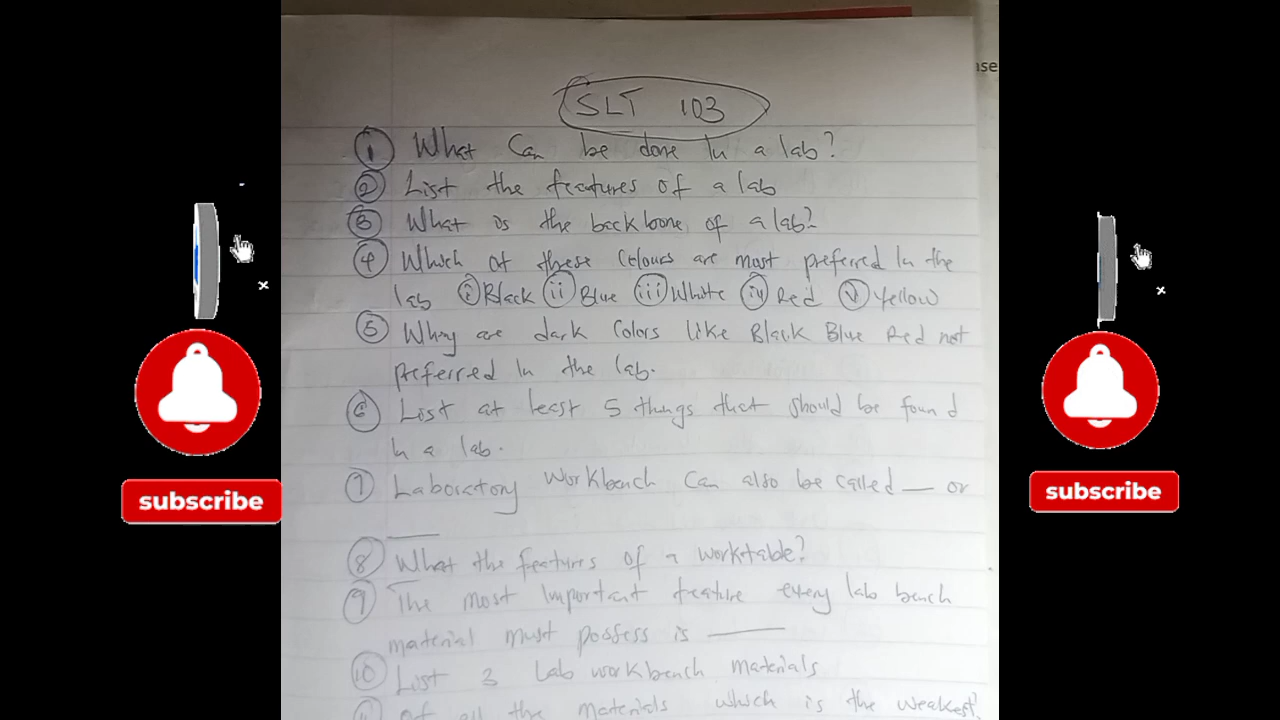 nse
SLT 103
① What Can be done In a lab?
② List the features of a lab
③ What is the backbone of a lab?
④ Which of these Colours are most preferred In the
lab ⓘ Black ⅱ Blue ⅲ White ⅳ Red ⅴ Yellow
⑤ Why are dark Colors like Black Blue Red not
preferred In the lab.
⑥ List at least 5 things that should be found
In a lab.
⑦ Laboratory Workbench Can also be called — or
—
⑧ What the features of a worktable?
⑨ The most Important feature every lab bench
material must possess is —
⑩ List 3 Lab workbench materials
⑪ Of all the materials which is the weakest?
subscribe
subscribe